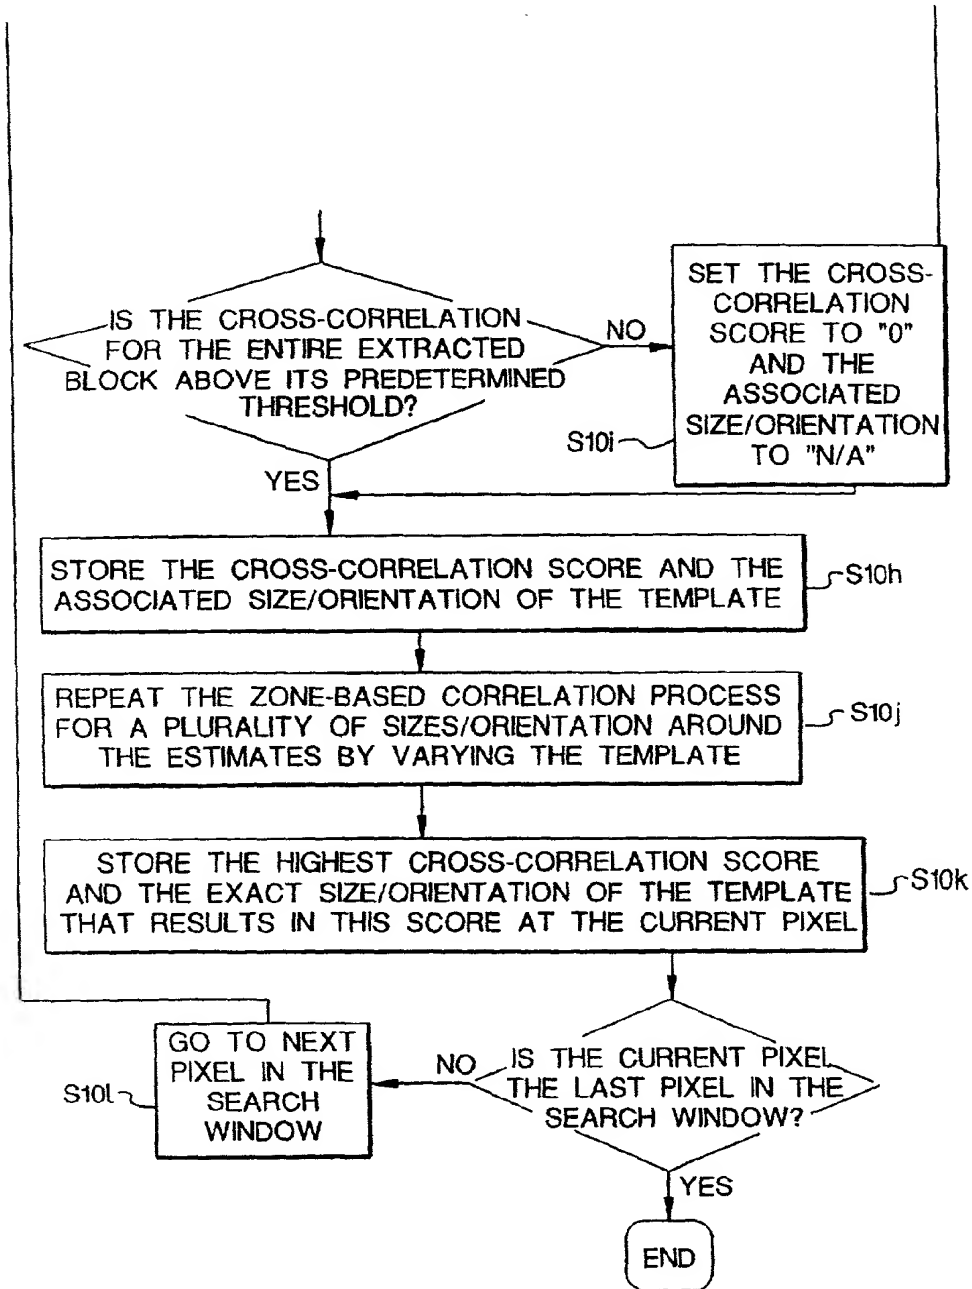 IS THE CROSS-CORRELATION
FOR THE ENTIRE EXTRACTED
BLOCK ABOVE ITS PREDETERMINED
THRESHOLD?
NO
SET THE CROSS-
CORRELATION
SCORE TO "0"
AND THE
ASSOCIATED
SIZE/ORIENTATION
TO "N/A"
S10i
YES
STORE THE CROSS-CORRELATION SCORE AND THE
ASSOCIATED SIZE/ORIENTATION OF THE TEMPLATE
S10h
REPEAT THE ZONE-BASED CORRELATION PROCESS
FOR A PLURALITY OF SIZES/ORIENTATION AROUND
THE ESTIMATES BY VARYING THE TEMPLATE
S10j
STORE THE HIGHEST CROSS-CORRELATION SCORE
AND THE EXACT SIZE/ORIENTATION OF THE TEMPLATE
THAT RESULTS IN THIS SCORE AT THE CURRENT PIXEL
S10k
IS THE CURRENT PIXEL
THE LAST PIXEL IN THE
SEARCH WINDOW?
NO
GO TO NEXT
PIXEL IN THE
SEARCH
WINDOW
S10l
YES
END